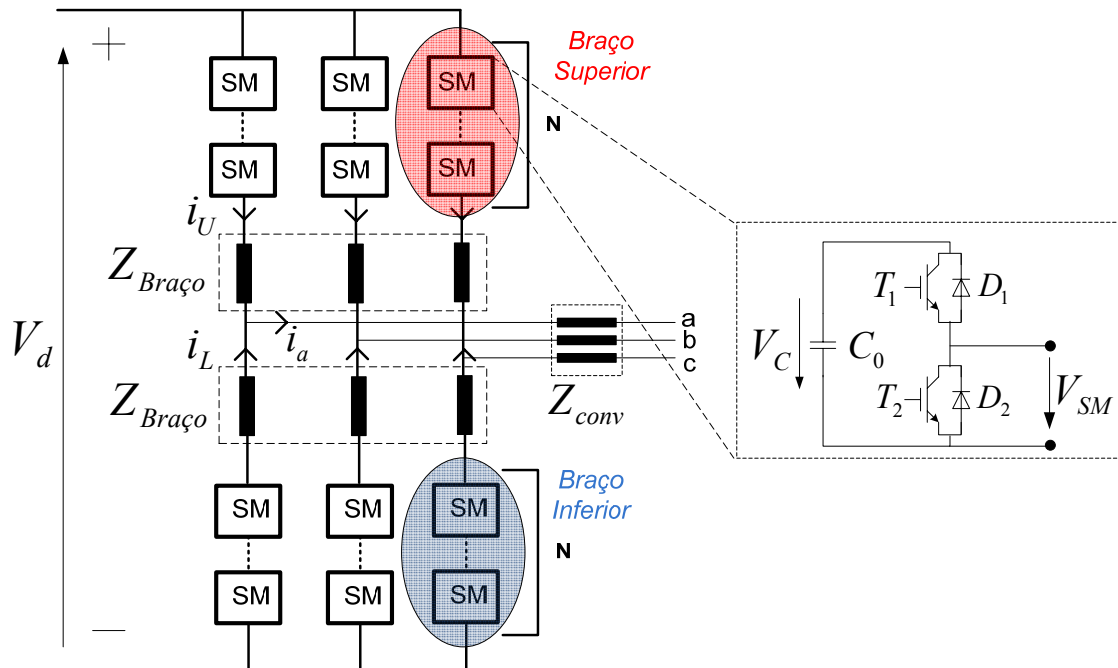 +
SM SM SM
SM SM SM
Braço
Superior
N
i_U
Z_Braço
V_d
a
b
c
i_a
i_L
Z_Braço
Z_conv
SM SM SM
SM SM SM
Braço
Inferior
N
—
T_1 D_1
V_C C_0
T_2 D_2
V_SM